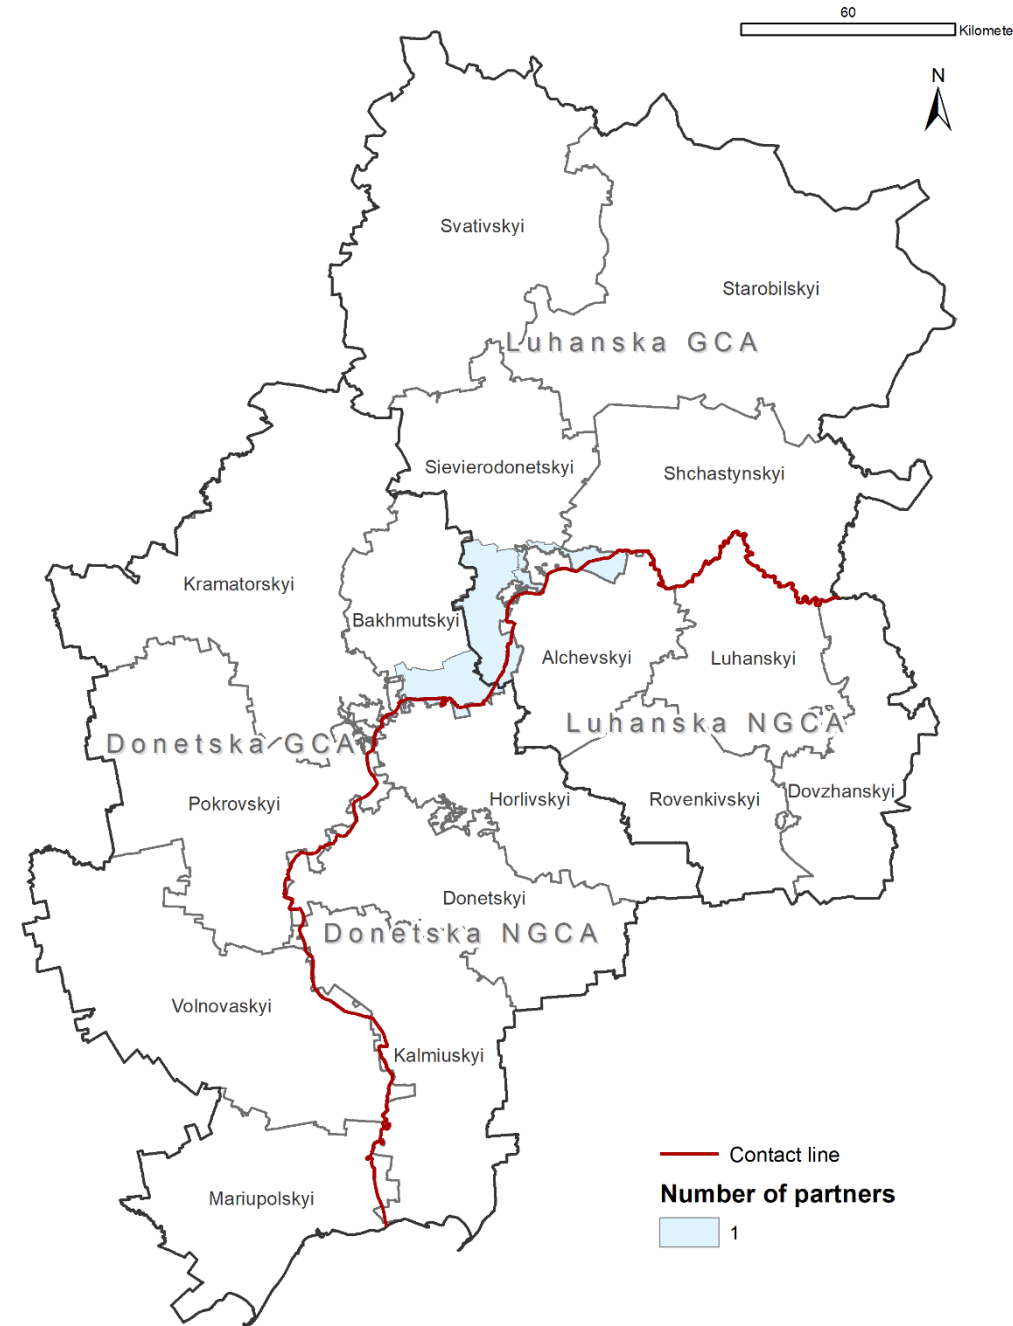 60
Kilomete
N
Svativskyi
Starobilskyi
Luhanska GCA
Sievierodonetskyi
Shchastynskyi
Kramatorskyi
Bakhmutskyi
Alchevskyi
Luhanskyi
Luhanska NGCA
Donetska GCA
Pokrovskyi
Horlivskyi
Rovenkivskyi
Dovzhanskyi
Donetskyi
Donetska NGCA
Volnovaskyi
Kalmiuskyi
Mariupolskyi
Contact line
Number of partners
1